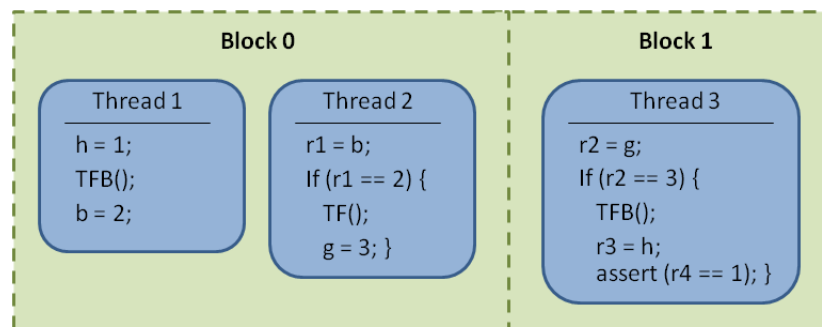 Block 0
Thread 1
h = 1;
TFB();
b = 2;
Thread 2
r1 = b;
If (r1 == 2) {
TF();
g = 3; }
Block 1
Thread 3
r2 = g;
If (r2 == 3) {
TFB();
r3 = h;
assert (r4 == 1); }